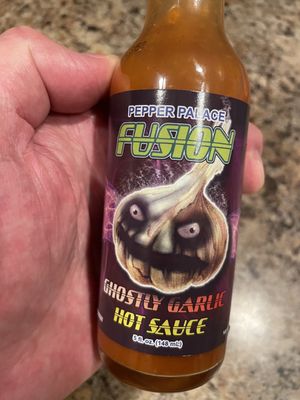 PEPPER PALACE
FUSION
GHOSTLY GARLIC
HOT SAUCE
5 fl. oz. (148 mL)